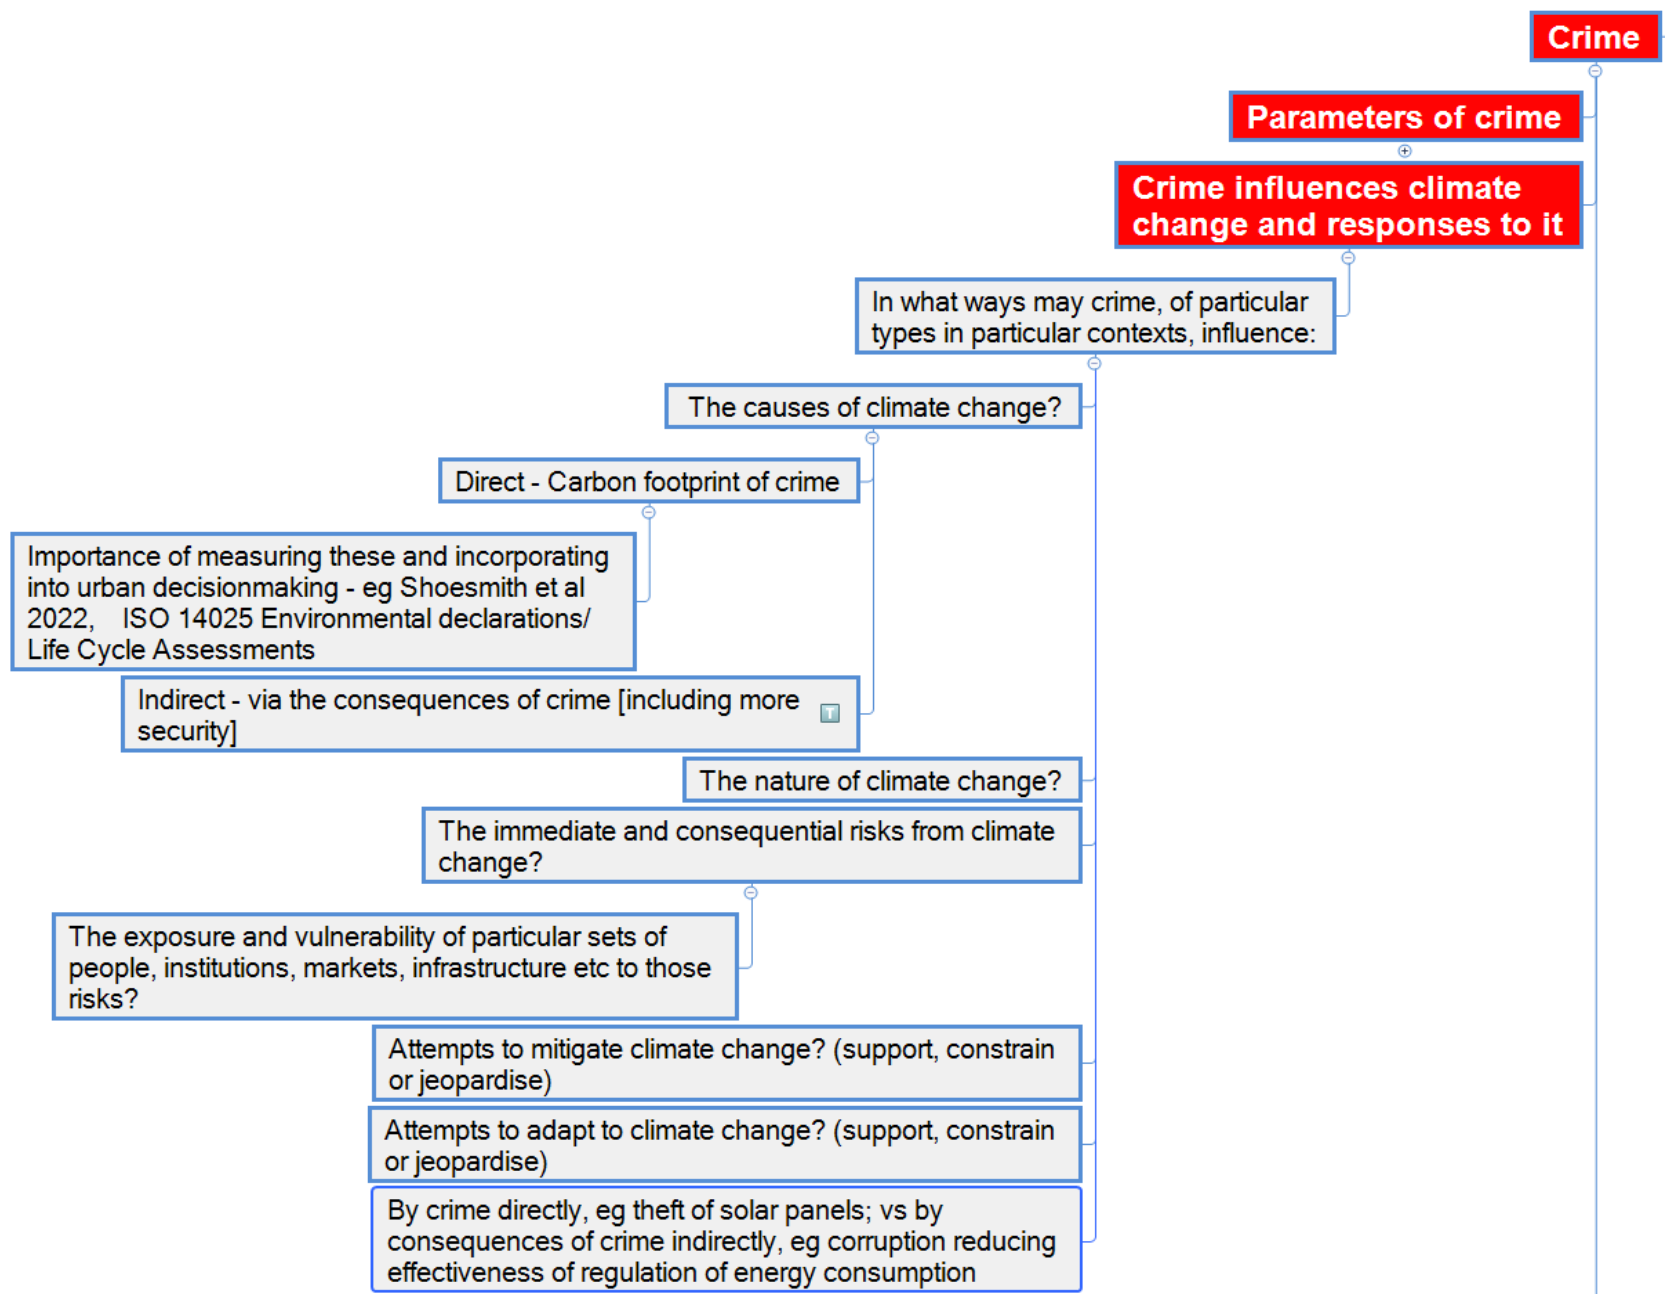 Crime
Parameters of crime
Crime influences climate
change and responses to it
In what ways may crime, of particular
types in particular contexts, influence:
The causes of climate change?
Direct - Carbon footprint of crime
Importance of measuring these and incorporating
into urban decisionmaking - eg Shoesmith et al
2022, ISO 14025 Environmental declarations/
Life Cycle Assessments
Indirect - via the consequences of crime [including more
security]
T
The nature of climate change?
The immediate and consequential risks from climate
change?
The exposure and vulnerability of particular sets of
people, institutions, markets, infrastructure etc to those
risks?
Attempts to mitigate climate change? (support, constrain
or jeopardise)
Attempts to adapt to climate change? (support, constrain
or jeopardise)
By crime directly, eg theft of solar panels; vs by
consequences of crime indirectly, eg corruption reducing
effectiveness of regulation of energy consumption